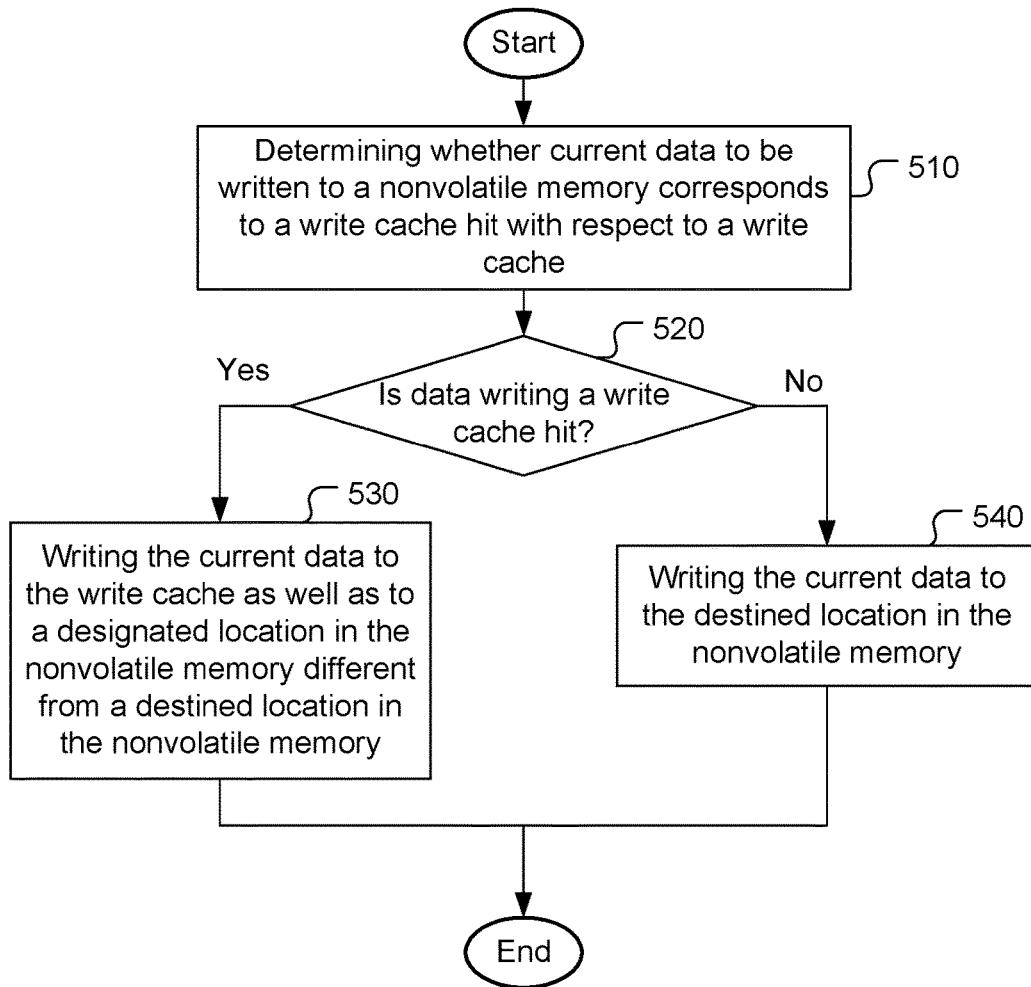 Start
Determining whether current data to be
written to a nonvolatile memory corresponds
to a write cache hit with respect to a write
cache
510
520
Yes
Is data writing a write
cache hit?
No
530
Writing the current data to
the write cache as well as to
a designated location in the
nonvolatile memory different
from a destined location in
the nonvolatile memory
540
Writing the current data to
the destined location in the
nonvolatile memory
End